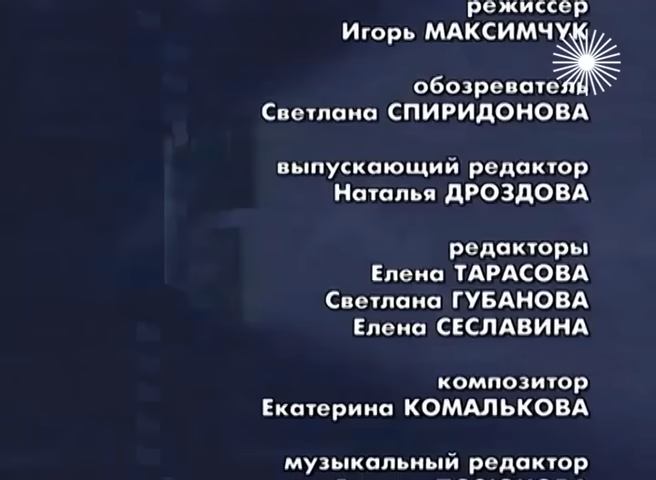 режиссер
Игорь МАКСИМЧУК
обозреватель
Светлана СПИРИДОНОВА
выпускающий редактор
Наталья ДРОЗДОВА
редакторы
Елена ТАРАСОВА
Светлана ГУБАНОВА
Елена СЕСЛАВИНА
композитор
Екатерина КОМАЛЬКОВА
музыкальный редактор